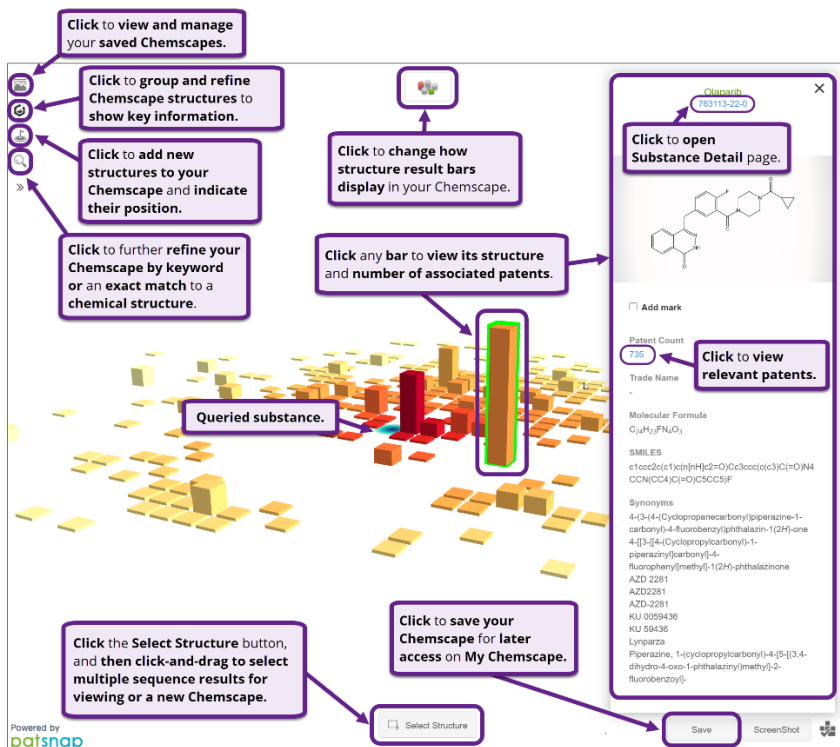 Click to view and manage
your saved Chemscapes.
Click to group and refine
Chemscape structures to
show key information.
Click to add new
structures to your
Chemscape and indicate
their position.
Click to further refine your
Chemscape by keyword
or an exact match to a
chemical structure.
Click to change how
structure result bars
display in your Chemscape.
Click any bar to view its structure
and number of associated patents.
Queried substance.
Olaparib
763113-22-0
Click to open
Substance Detail page.
F
O
N
N
O
N
NH
O
Add mark
Patent Count
735
Click to view
relevant patents.
Trade Name
-
Molecular Formula
C24H23FN4O3
SMILES
c1ccc2c(c1)c(n[nH]c2=O)Cc3ccc(c(c3)C(=O)N4
CCN(CC4)C(=O)C5CC5)F
Synonyms
4-(3-(4-(Cyclopropanecarbonyl)piperazine-1-
carbonyl)-4-fluorobenzyl)phthalazin-1(2H)-one
4-[[3-[[4-(Cyclopropylcarbonyl)-1-
piperazinyl]carbonyl]-4-
fluorophenyl]methyl]-1(2H)-phthalazinone
AZD 2281
AZD2281
AZD-2281
KU 0059436
KU 59436
Lynparza
Piperazine, 1-(cyclopropylcarbonyl)-4-[5-[(3,4-
dihydro-4-oxo-1-phthalazinyl)methyl]-2-
fluorobenzoyl]-
Click the Select Structure button,
and then click-and-drag to select
multiple sequence results for
viewing or a new Chemscape.
Click to save your
Chemscape for later
access on My Chemscape.
Powered by
patsnap
Select Structure
Save
ScreenShot